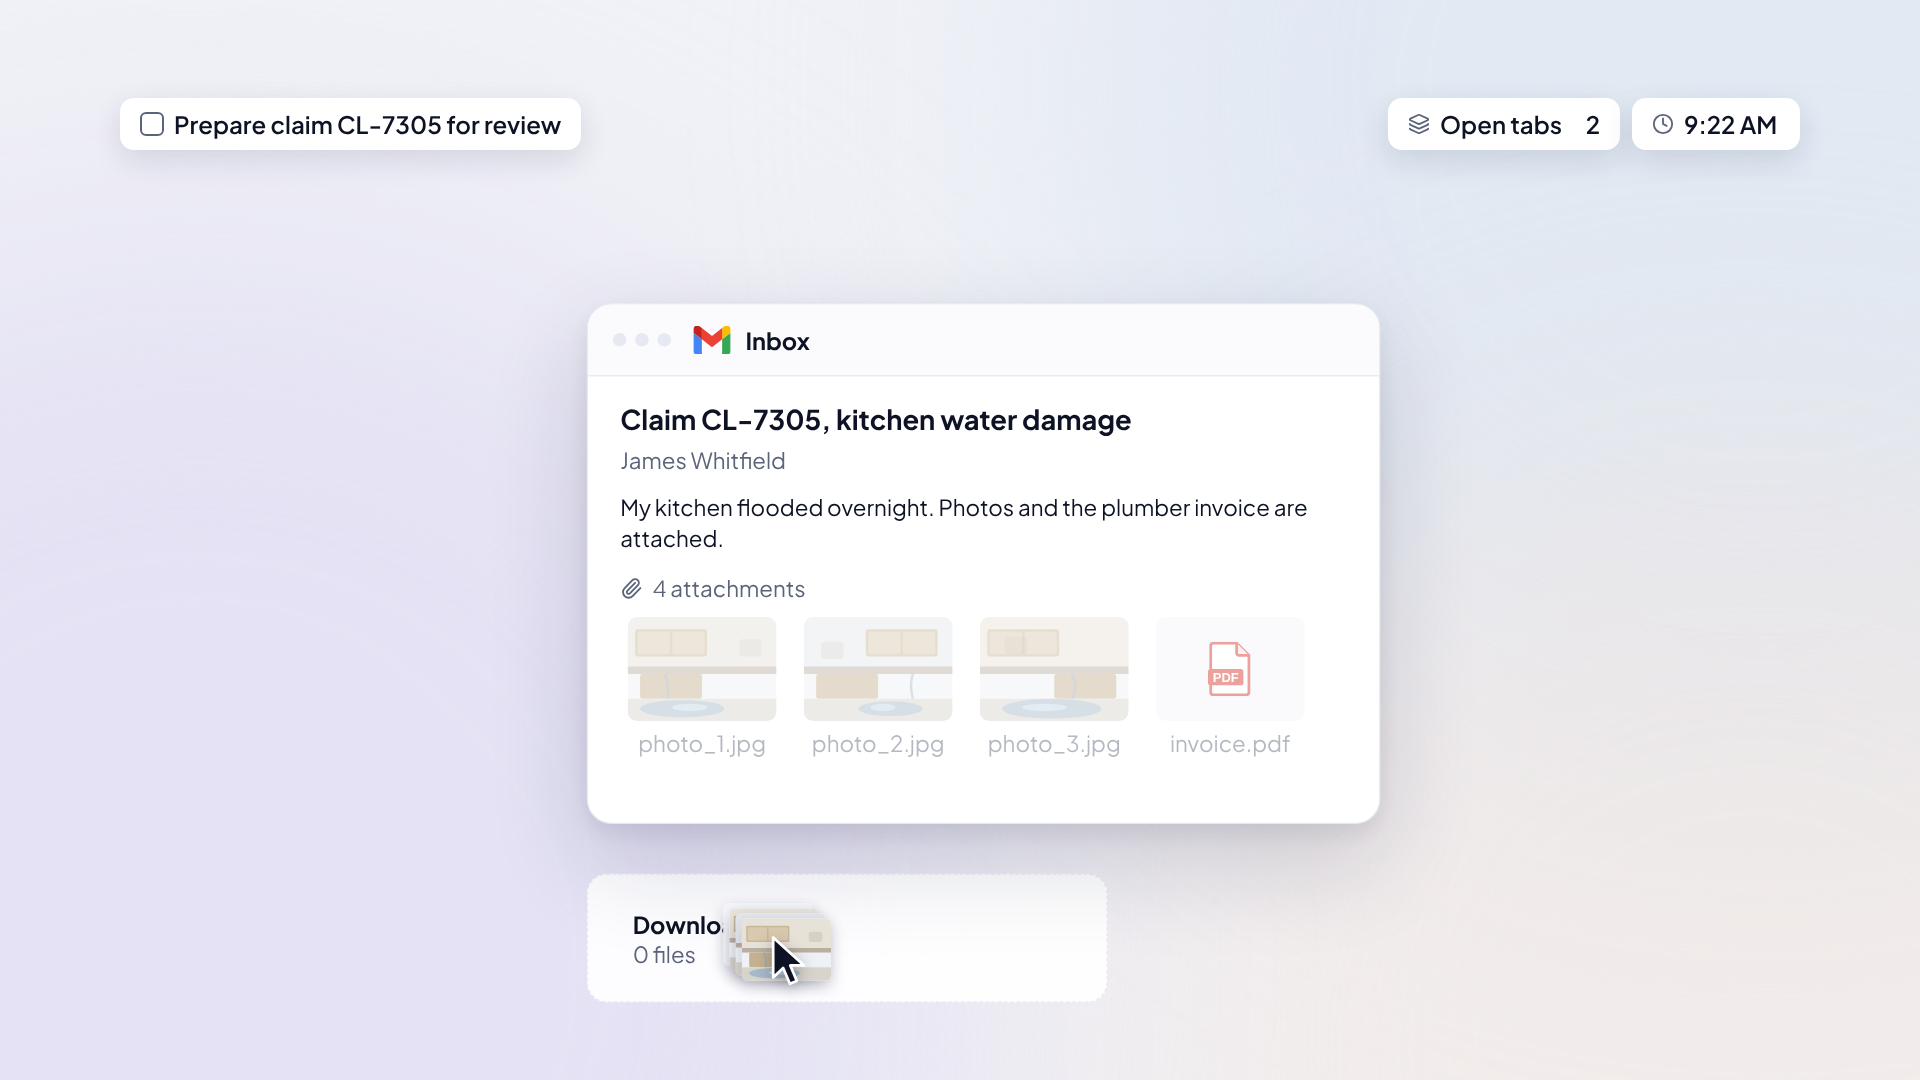 Prepare claim CL-7305 for review
Open tabs 2
9:22 AM
Inbox
Claim CL-7305, kitchen water damage
James Whitfield
My kitchen flooded overnight. Photos and the plumber invoice are
attached.
4 attachments
PDF
photo_1.jpg
photo_2.jpg
photo_3.jpg
invoice.pdf
0 files